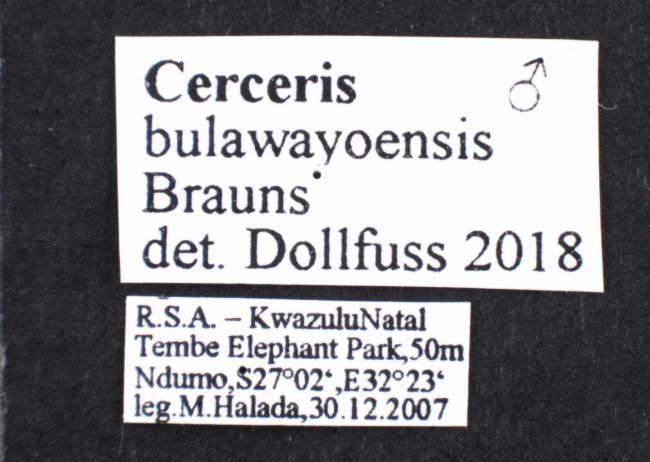 Cerceris ♂
bulawayoensis
Brauns
det. Dollfuss 2018
R.S.A. – KwazuluNatal
Tembe Elephant Park,50m
Ndumo,S27°02‘,E32°23‘
leg.M.Halada,30.12.2007